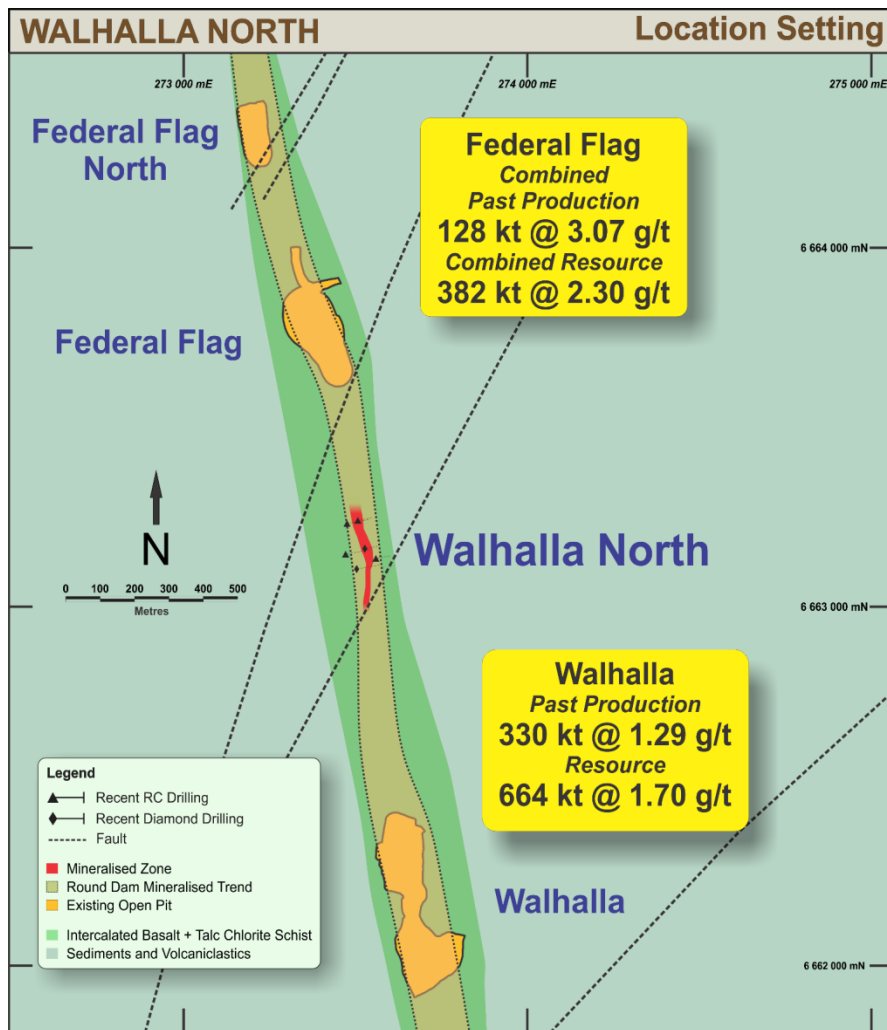 WALHALLA NORTH
Location Setting
273 000 mE
274 000 mE
275 000 mE
Federal Flag
North
Federal Flag
Combined
Past Production
128 kt @ 3.07 g/t
Combined Resource
382 kt @ 2.30 g/t
6 664 000 mN
Federal Flag
N
0 100 200 300 400 500
Metres
Walhalla North
6 663 000 mN
Walhalla
Past Production
330 kt @ 1.29 g/t
Resource
664 kt @ 1.70 g/t
Legend
Recent RC Drilling
Recent Diamond Drilling
Fault
Mineralised Zone
Round Dam Mineralised Trend
Existing Open Pit
Intercalated Basalt + Talc Chlorite Schist
Sediments and Volcaniclastics
Walhalla
6 662 000 mN